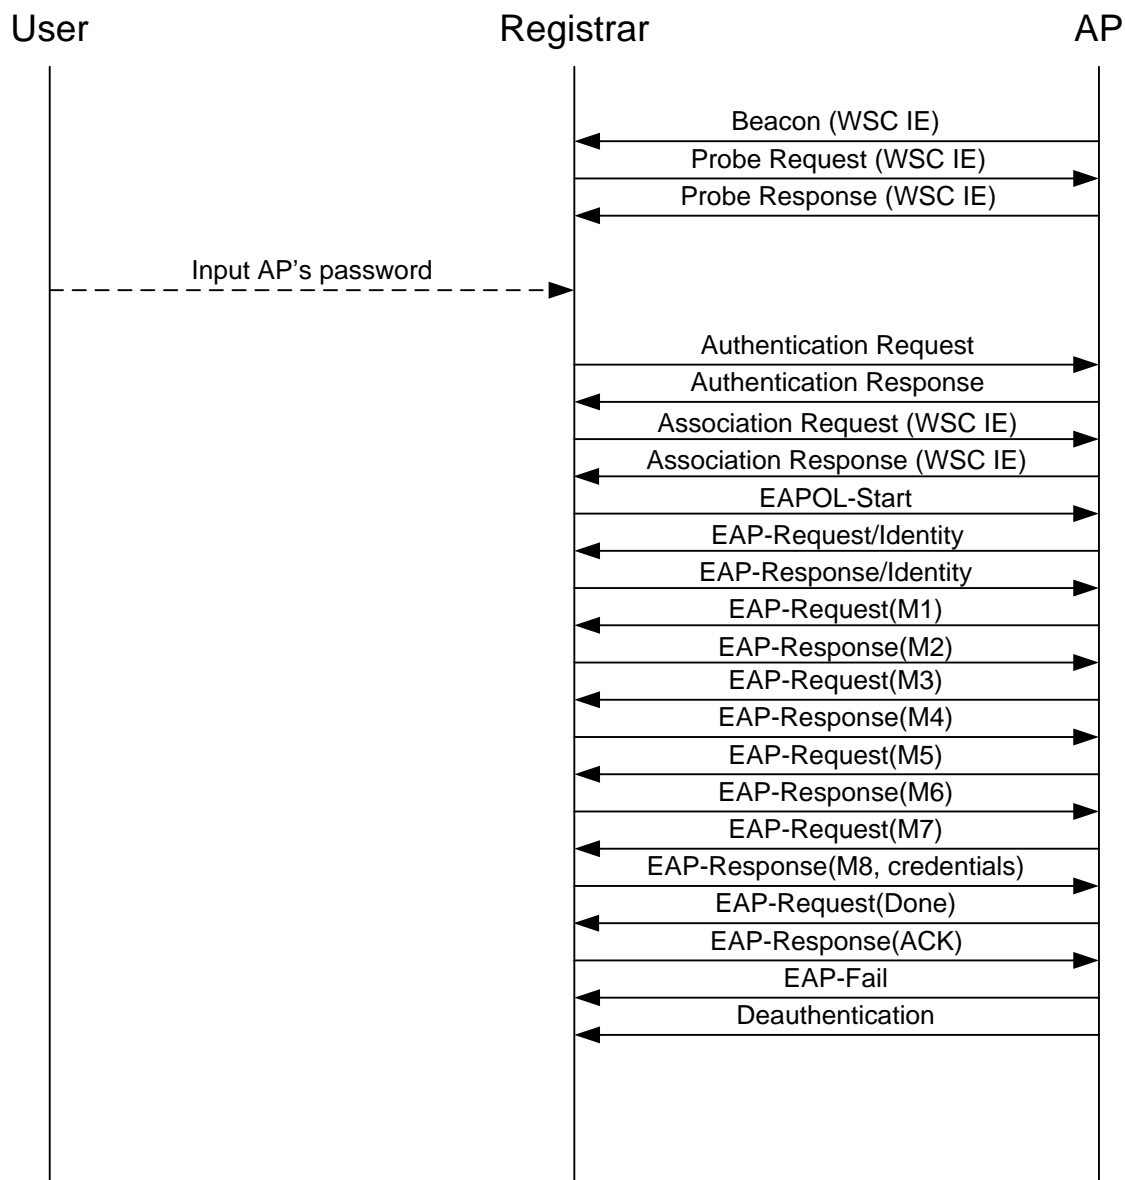 User
Registrar
AP
Beacon (WSC IE)
Probe Request (WSC IE)
Probe Response (WSC IE)
Input AP's password
Authentication Request
Authentication Response
Association Request (WSC IE)
Association Response (WSC IE)
EAPOL-Start
EAP-Request/Identity
EAP-Response/Identity
EAP-Request(M1)
EAP-Response(M2)
EAP-Request(M3)
EAP-Response(M4)
EAP-Request(M5)
EAP-Response(M6)
EAP-Request(M7)
EAP-Response(M8, credentials)
EAP-Request(Done)
EAP-Response(ACK)
EAP-Fail
Deauthentication